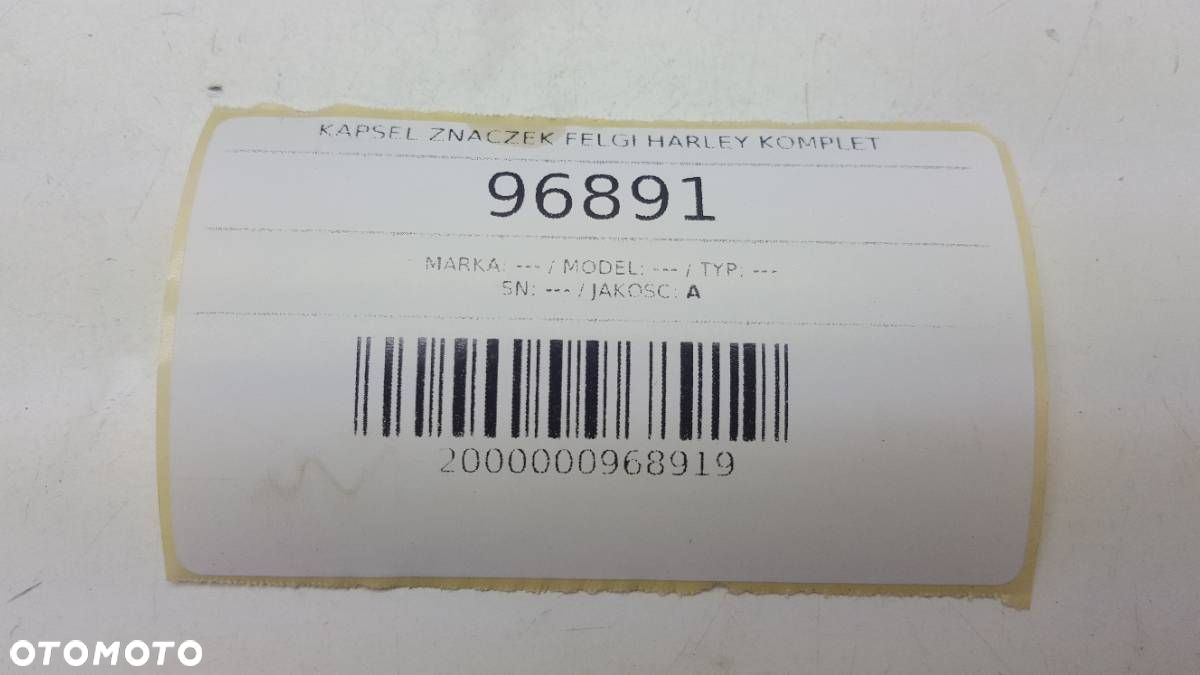 KAPSEL ZNACZEK FELGI HARLEY KOMPLET
96891
MARKA: --- / MODEL: --- / TYP: ---
SN: --- / JAKOSC: A
2000000968919
OTOMOTO